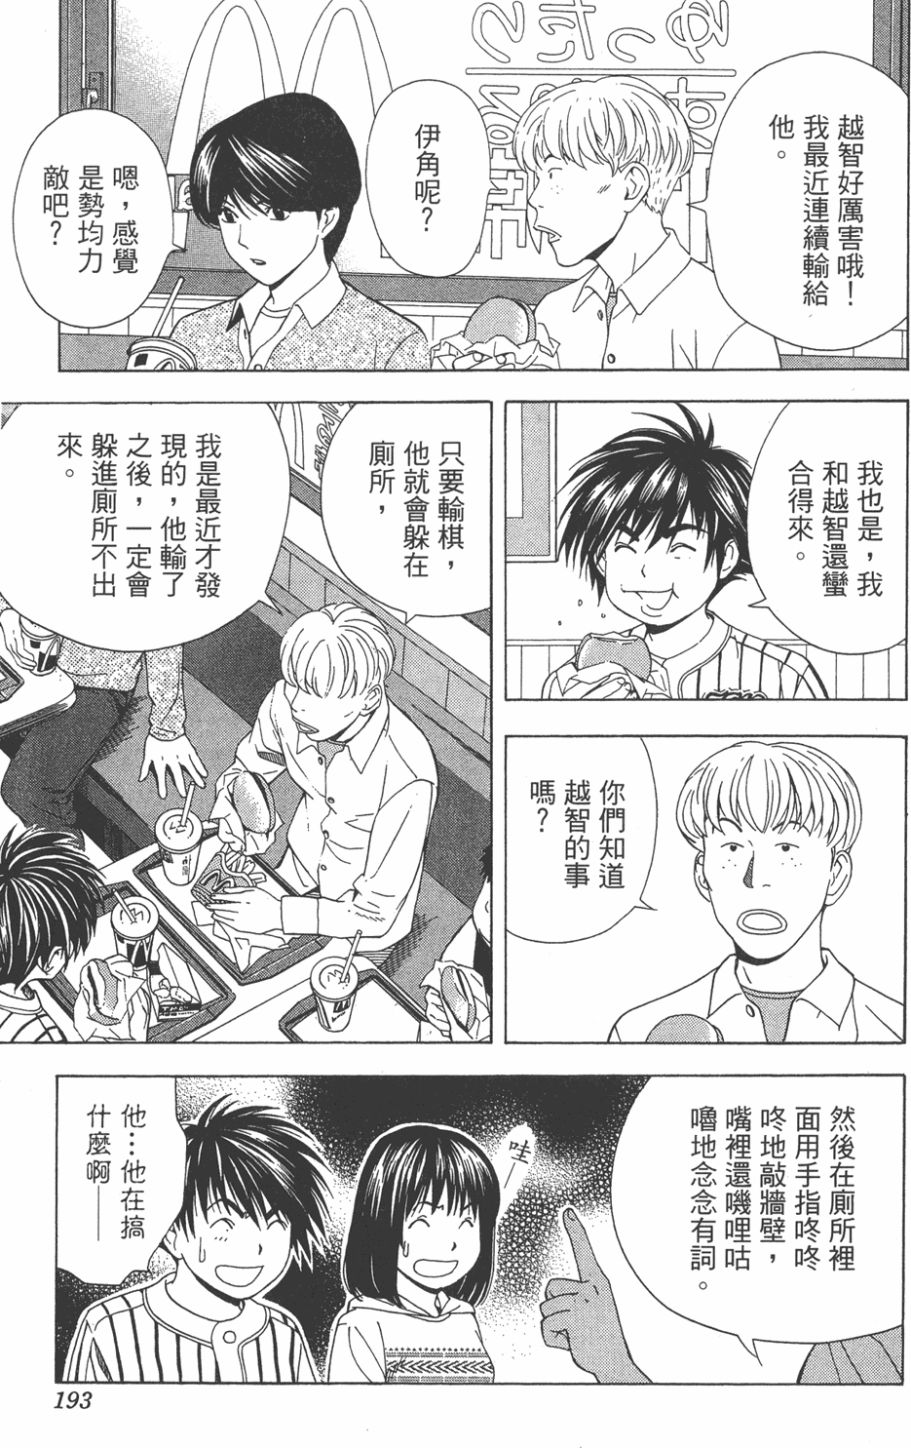 越智好厲害哦！
我最近連續輸給
他。
伊角呢？
嗯，感覺
是勢均力
敵吧？
我也是，我
和越智還蠻
合得來。
你們知道
越智的事
嗎？
只要輸棋，
他就會躲在
廁所，
我是最近才發
現的，他輸了
之後，一定會
躲進廁所不出
來。
然後在廁所裡
面用手指咚咚
咚地敲牆壁，
嘴裡還嘰哩咕
嚕地念念有詞。
哇—
他…他在搞
什麼啊——
193